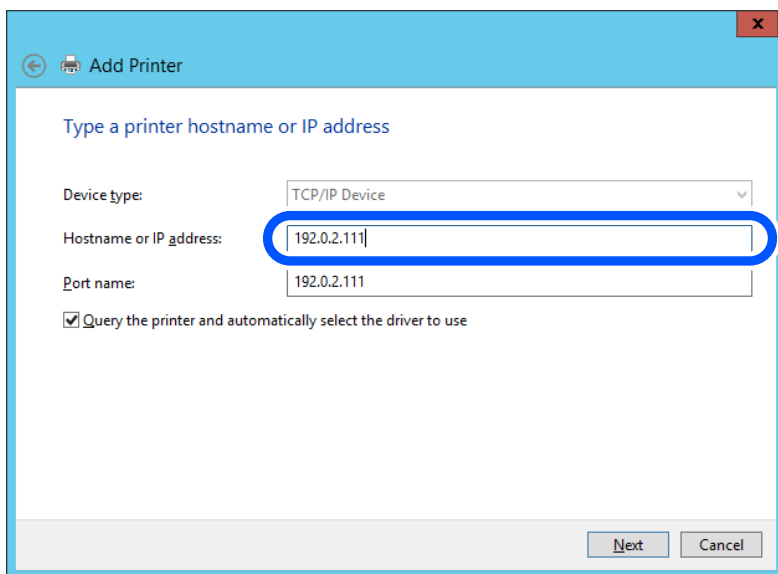 x
Add Printer
Type a printer hostname or IP address
Device type: TCP/IP Device
Hostname or IP address: 192.0.2.111
Port name: 192.0.2.111
Query the printer and automatically select the driver to use
Next Cancel